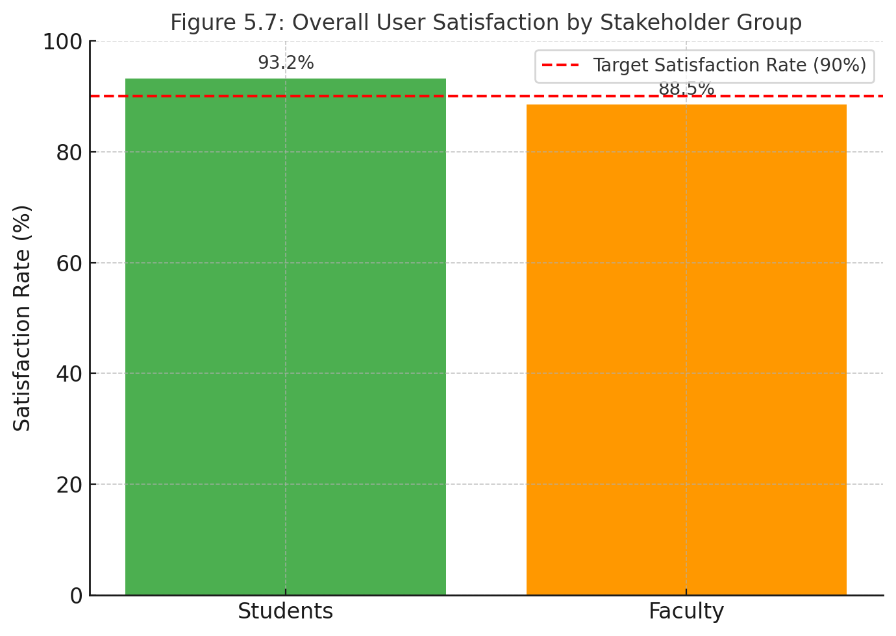 Figure 5.7: Overall User Satisfaction by Stakeholder Group
100
93.2%
Target Satisfaction Rate (90%)
88.5%
80
60
Satisfaction Rate (%)
40
20
0
Students
Faculty